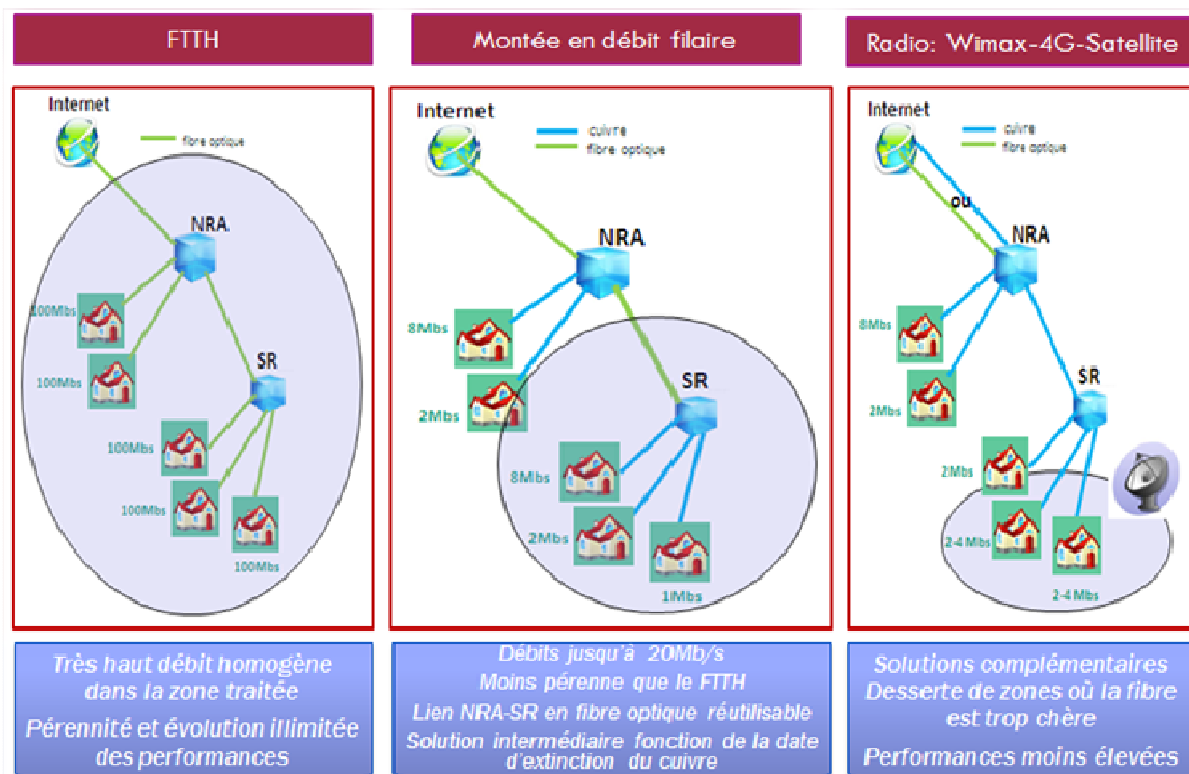 FTTH
Internet
fibre optique
NRA
100Mbs
100Mbs
SR
100Mbs
100Mbs
100Mbs
Très haut débit homogène
dans la zone traitée
Pérennité et évolution illimitée
des performances
Montée en débit filaire
Internet
cuivre
fibre optique
NRA
8Mbs
2Mbs
SR
8Mbs
2Mbs
1Mbs
Débits jusqu'à 20Mb/s
Moins pérenne que le FTTH
Lien NRA-SR en fibre optique réutilisable
Solution intermédiaire fonction de la date
d'extinction du cuivre
Radio: Wimax-4G-Satellite
Internet
cuivre
fibre optique
ou
NRA
8Mbs
2Mbs
SR
2Mbs
2-4 Mbs
2-4 Mbs
Solutions complémentaires
Desserte de zones où la fibre
est trop chère
Performances moins élevées